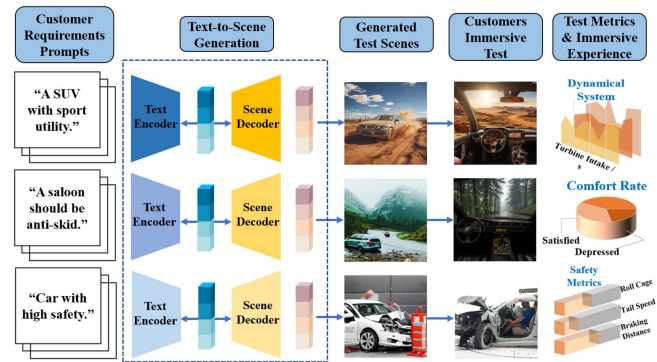 Customer
Requirements
Prompts
Text-to-Scene
Generation
Generated
Test Scenes
Customers
Immersive
Test
Test Metrics
& Immersive
Experience
“A SUV
with sport
utility.”
Text
Encoder
Scene
Decoder
Dynamical
System
Turbine Intake /
s
“A saloon
should be
anti-skid.”
Text
Encoder
Scene
Decoder
Comfort Rate
Satisfied
Depressed
“Car with
high safety.”
Text
Encoder
Scene
Decoder
Safety
Metrics
Roll Cage
Tail Speed
Braking
Distance